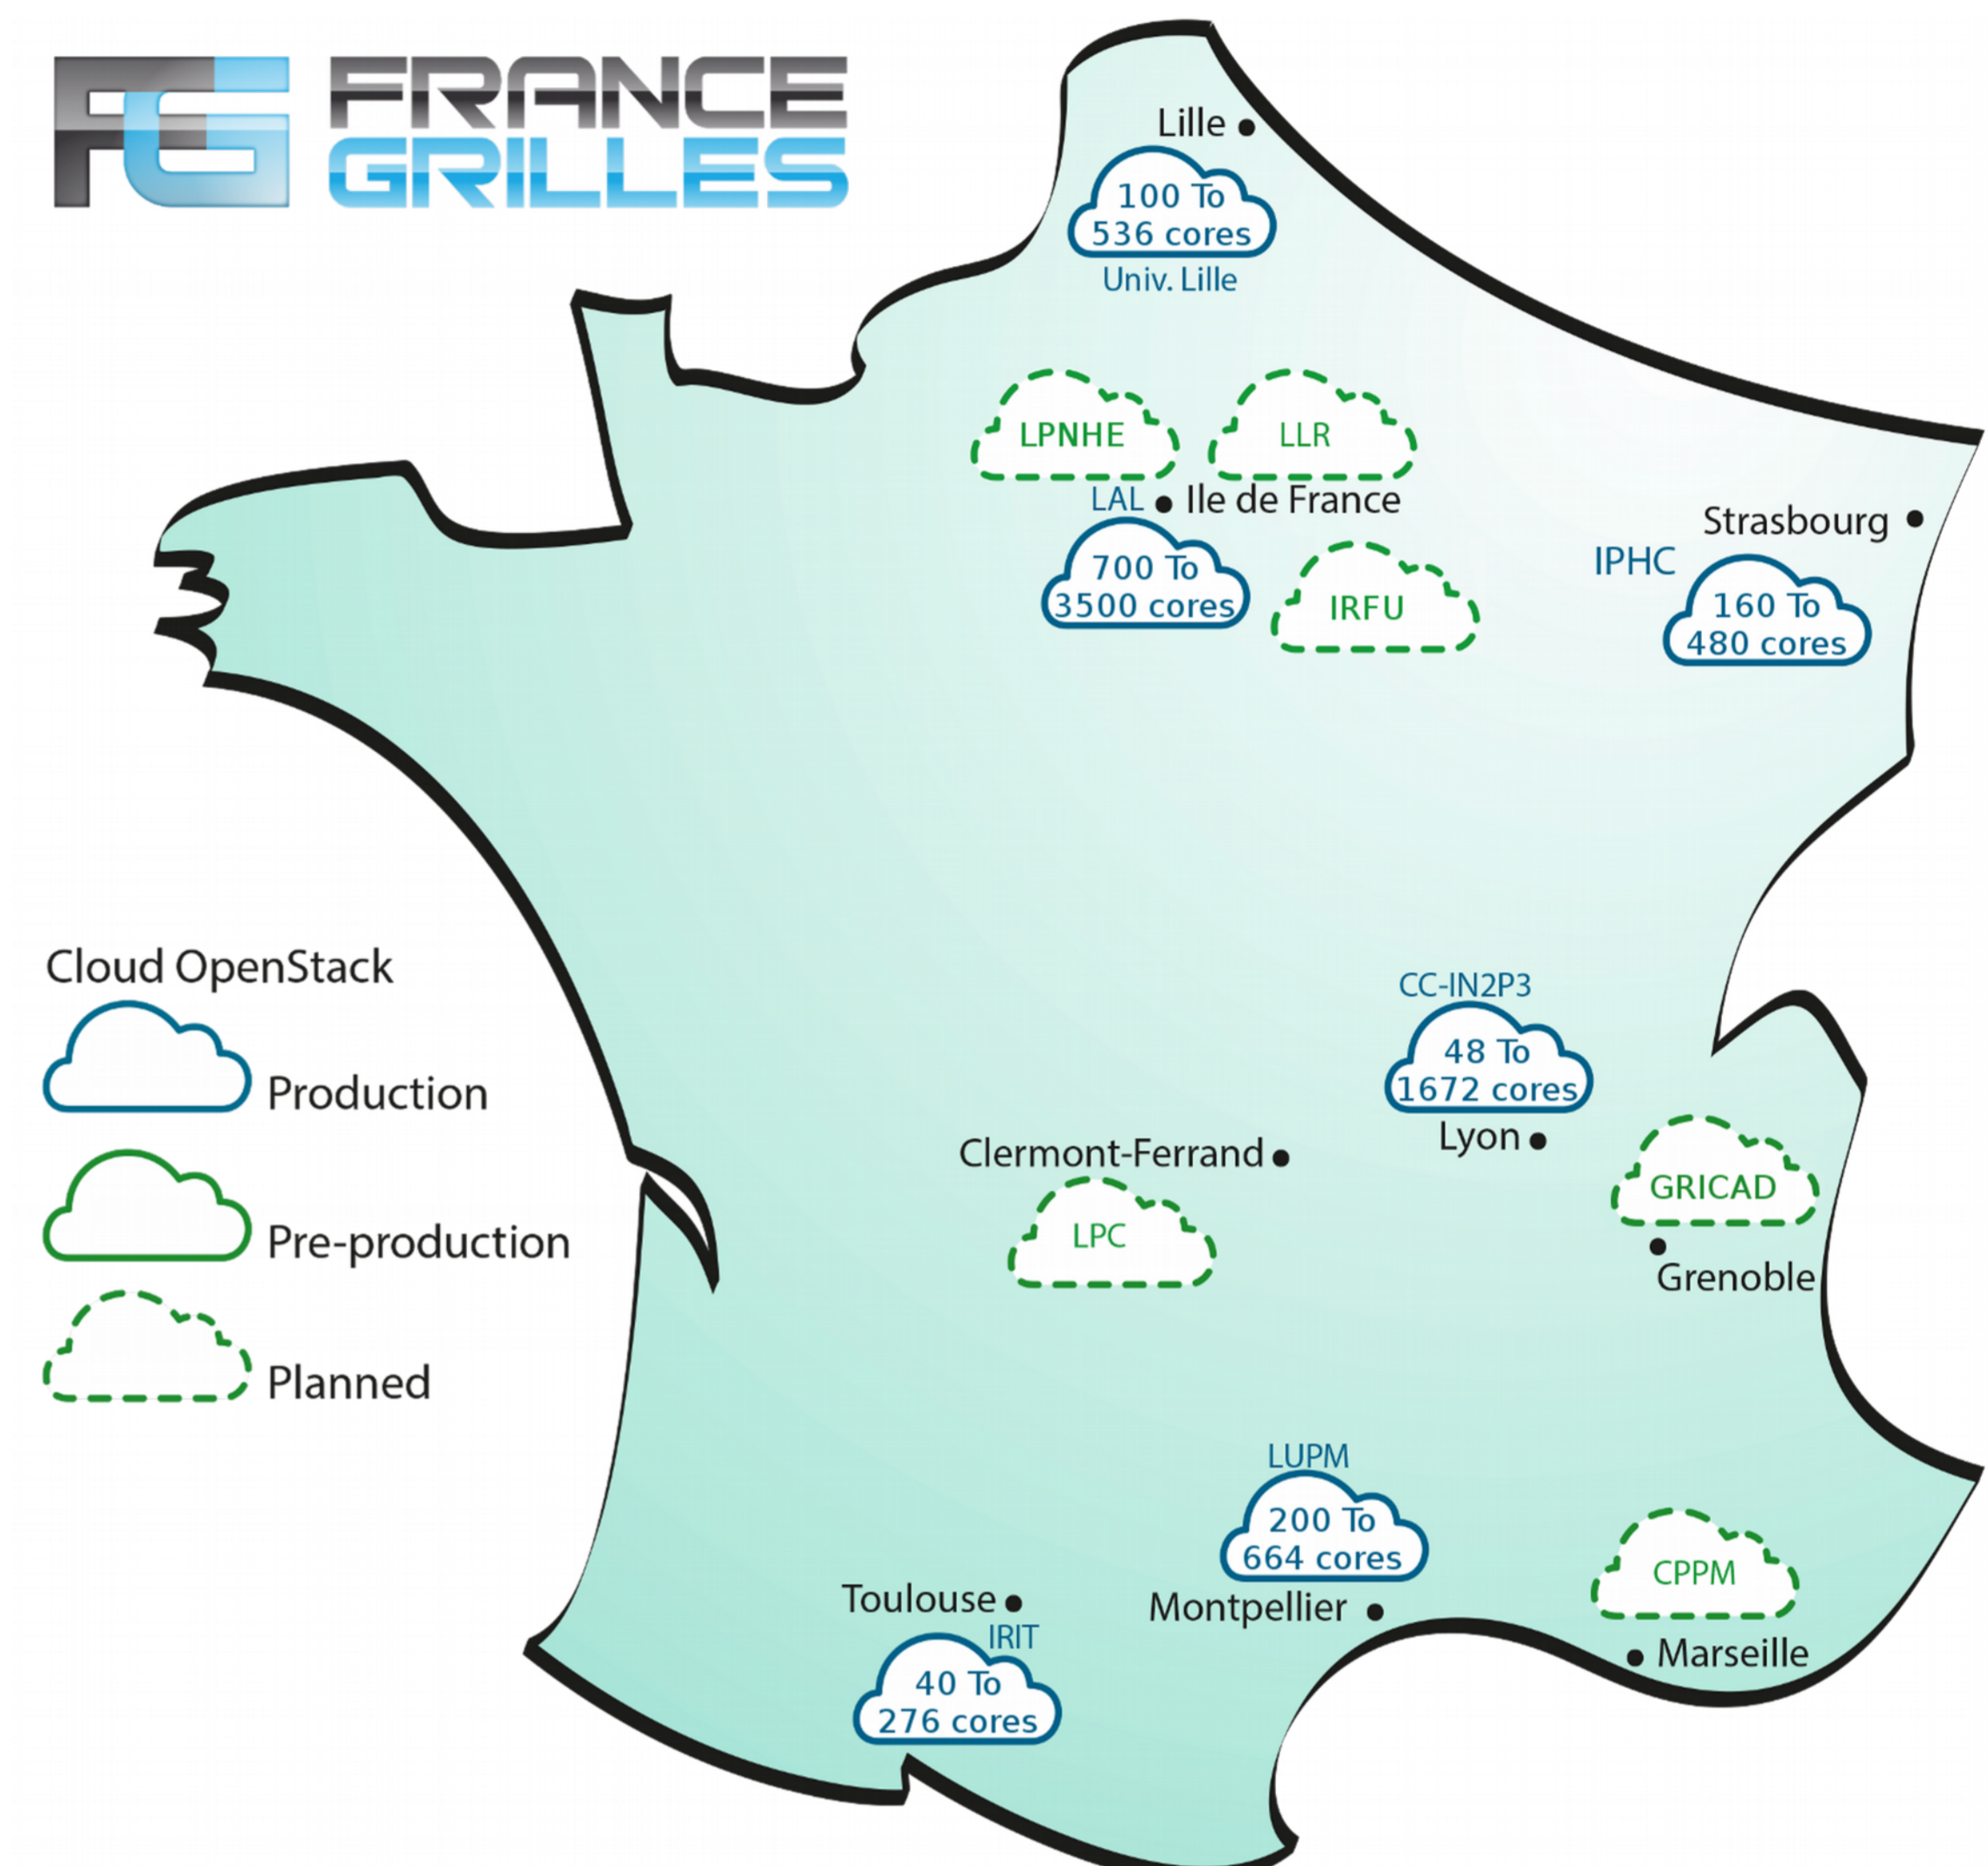 FG FRANCE
GRILLES
Lille
100 To
536 cores
Univ. Lille
LPNHE
LLR
LAL
Ile de France
700 To
3500 cores
IRFU
Strasbourg
IPHC
160 To
480 cores
Cloud OpenStack
Production
Pre-production
Planned
CC-IN2P3
48 To
1672 cores
Lyon
Clermont-Ferrand
LPC
GRICAD
Grenoble
LUPM
200 To
664 cores
Montpellier
Toulouse
IRIT
40 To
276 cores
CPPM
Marseille